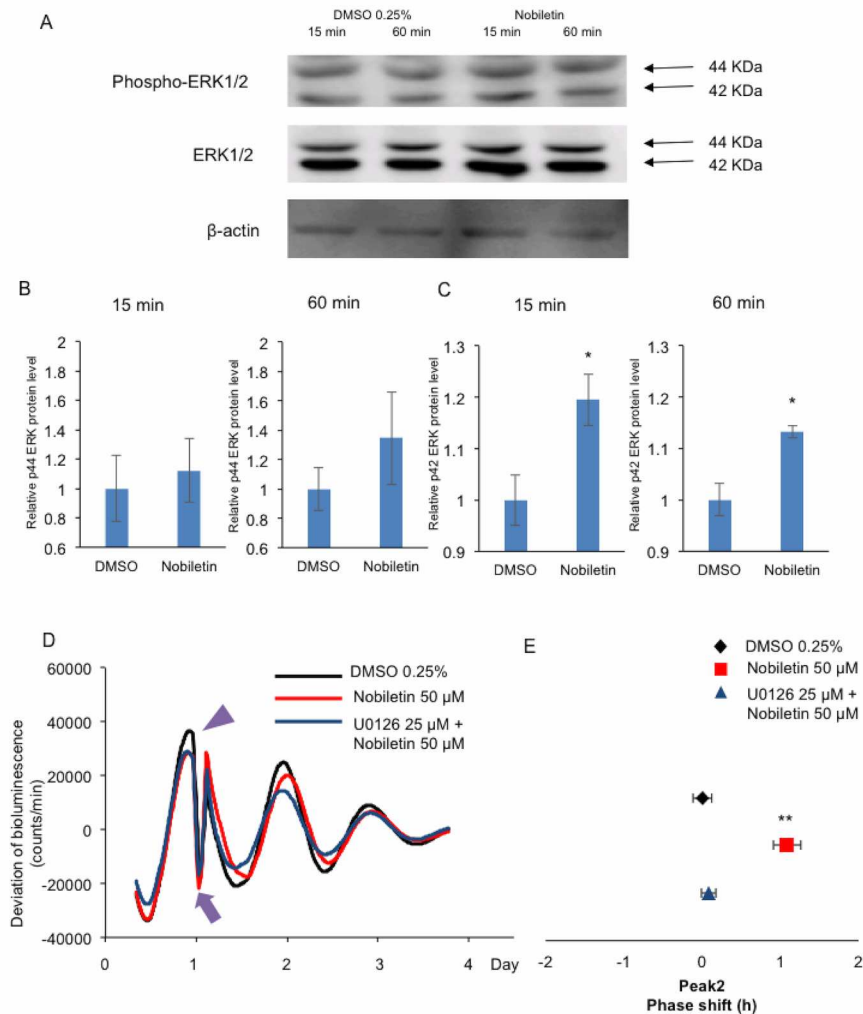 A
DMSO 0.25%
Nobiletin
15 min
60 min
15 min
60 min
Phospho-ERK1/2
44 KDa
42 KDa
ERK1/2
44 KDa
42 KDa
β-actin
B
15 min
60 min
Relative p44 ERK protein level
2
1.8
1.6
1.4
1.2
1
0.8
0.6
DMSO
Nobiletin
Relative p44 ERK protein level
2
1.8
1.6
1.4
1.2
1
0.8
0.6
DMSO
Nobiletin
C
15 min
60 min
Relative p42 ERK protein level
1.3
1.2
1.1
1
0.9
*
DMSO
Nobiletin
Relative p42 ERK protein level
1.3
1.2
1.1
1
0.9
*
DMSO
Nobiletin
D
Deviation of bioluminescence
(counts/min)
60000
40000
20000
0
-20000
-40000
DMSO 0.25%
Nobiletin 50 µM
U0126 25 µM +
Nobiletin 50 µM
0
1
2
3
4
Day
E
DMSO 0.25%
Nobiletin 50 µM
U0126 25 µM +
Nobiletin 50 µM
**
-2
-1
0
1
2
Peak2
Phase shift (h)